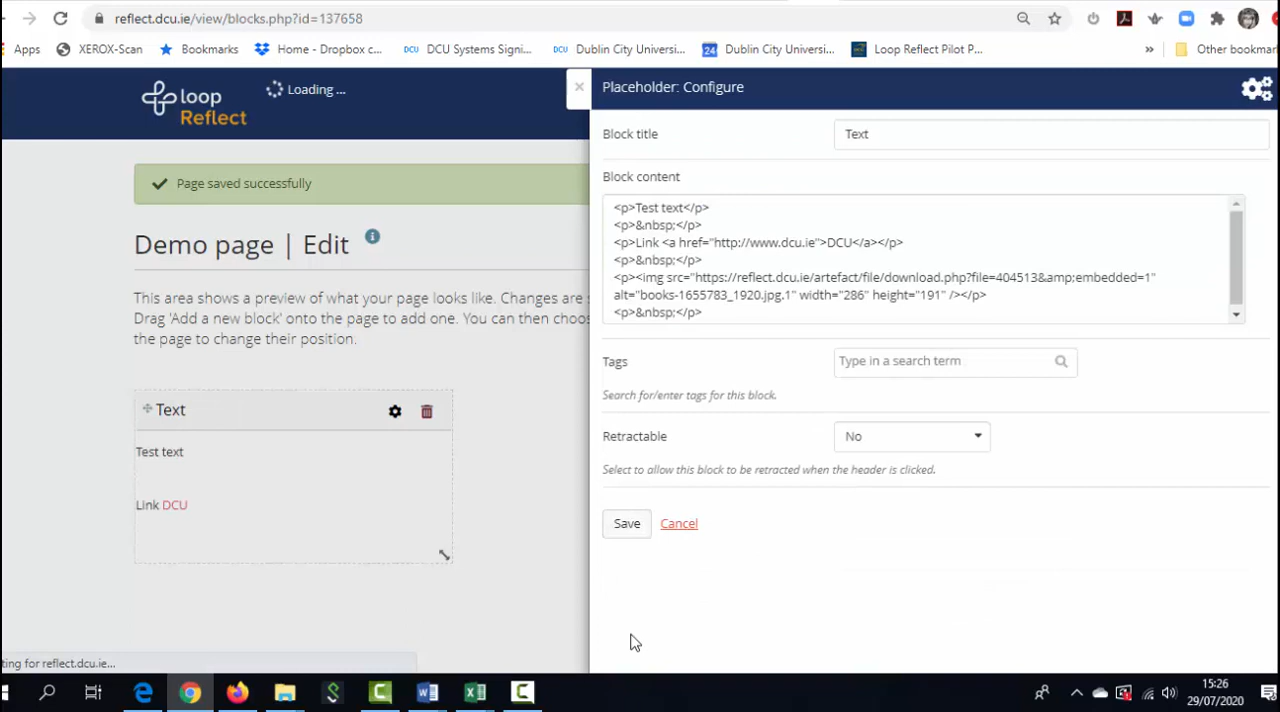 reflect.dcu.ie/view/blocks.php?id=137658
Apps
XEROX-Scan
Bookmarks
Home - Dropbox c...
DCU
DCU Systems Signi...
DCU
Dublin City Universi...
24
Dublin City Universi...
Loop Reflect Pilot P...
»
Other bookmar
loop
Reflect
Loading ...
×
Placeholder: Configure
Page saved successfully
Demo page | Edit
This area shows a preview of what your page looks like. Changes are s
Drag 'Add a new block' onto the page to add one. You can then choos
the page to change their position.
Text
Test text
Link DCU
Block title
Text
Block content
<p>Test text</p>
<p>&nbsp;</p>
<p>Link <a href="http://www.dcu.ie">DCU</a></p>
<p>&nbsp;</p>
<p><img src="https://reflect.dcu.ie/artefact/file/download.php?file=404513&amp;embedded=1"
alt="books-1655783_1920.jpg.1" width="286" height="191" /></p>
<p>&nbsp;</p>
Tags
Type in a search term
Search for/enter tags for this block.
Retractable
No
Select to allow this block to be retracted when the header is clicked.
Save
Cancel
ting for reflect.dcu.ie...
15:26
29/07/2020